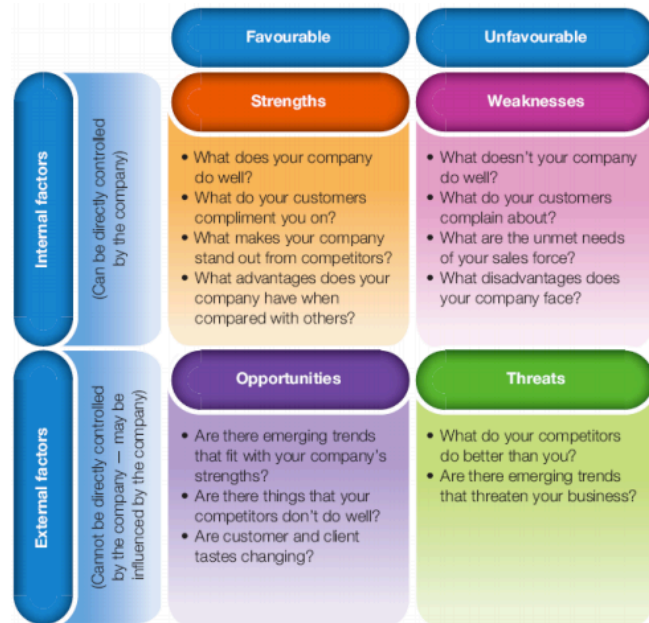 Favourable
Unfavourable
Internal factors
(Can be directly controlled
by the company)
Strengths
• What does your company
do well?
• What do your customers
compliment you on?
• What makes your company
stand out from competitors?
• What advantages does your
company have when
compared with others?
Weaknesses
• What doesn't your company
do well?
• What do your customers
complain about?
• What are the unmet needs
of your sales force?
• What disadvantages does
your company face?
External factors
(Cannot be directly controlled
by the company — may be
influenced by the company)
Opportunities
• Are there emerging trends
that fit with your company's
strengths?
• Are there things that your
competitors don't do well?
• Are customer and client
tastes changing?
Threats
• What do your competitors
do better than you?
• Are there emerging trends
that threaten your business?